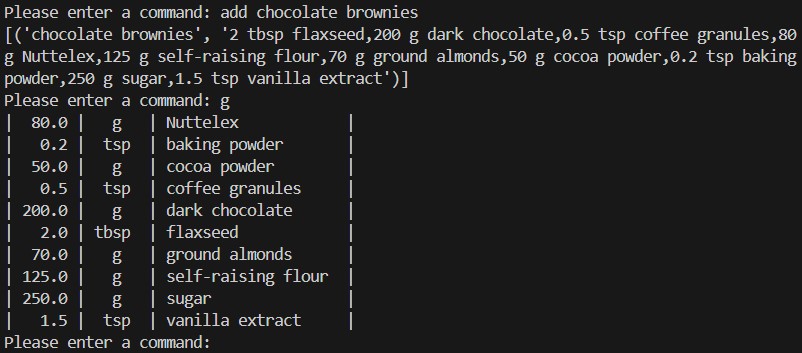 Please enter a command: add chocolate brownies
[('chocolate brownies', '2 tbsp flaxseed,200 g dark chocolate,0.5 tsp coffee granules,80
g Nuttelex,125 g self-raising flour,70 g ground almonds,50 g cocoa powder,0.2 tsp baking
powder,250 g sugar,1.5 tsp vanilla extract')]
Please enter a command: g
|  80.0 |   g   | Nuttelex            |
|   0.2 |  tsp  | baking powder       |
|  50.0 |   g   | cocoa powder        |
|   0.5 |  tsp  | coffee granules     |
| 200.0 |   g   | dark chocolate      |
|   2.0 | tbsp  | flaxseed            |
|  70.0 |   g   | ground almonds      |
| 125.0 |   g   | self-raising flour  |
| 250.0 |   g   | sugar               |
|   1.5 |  tsp  | vanilla extract     |
Please enter a command: